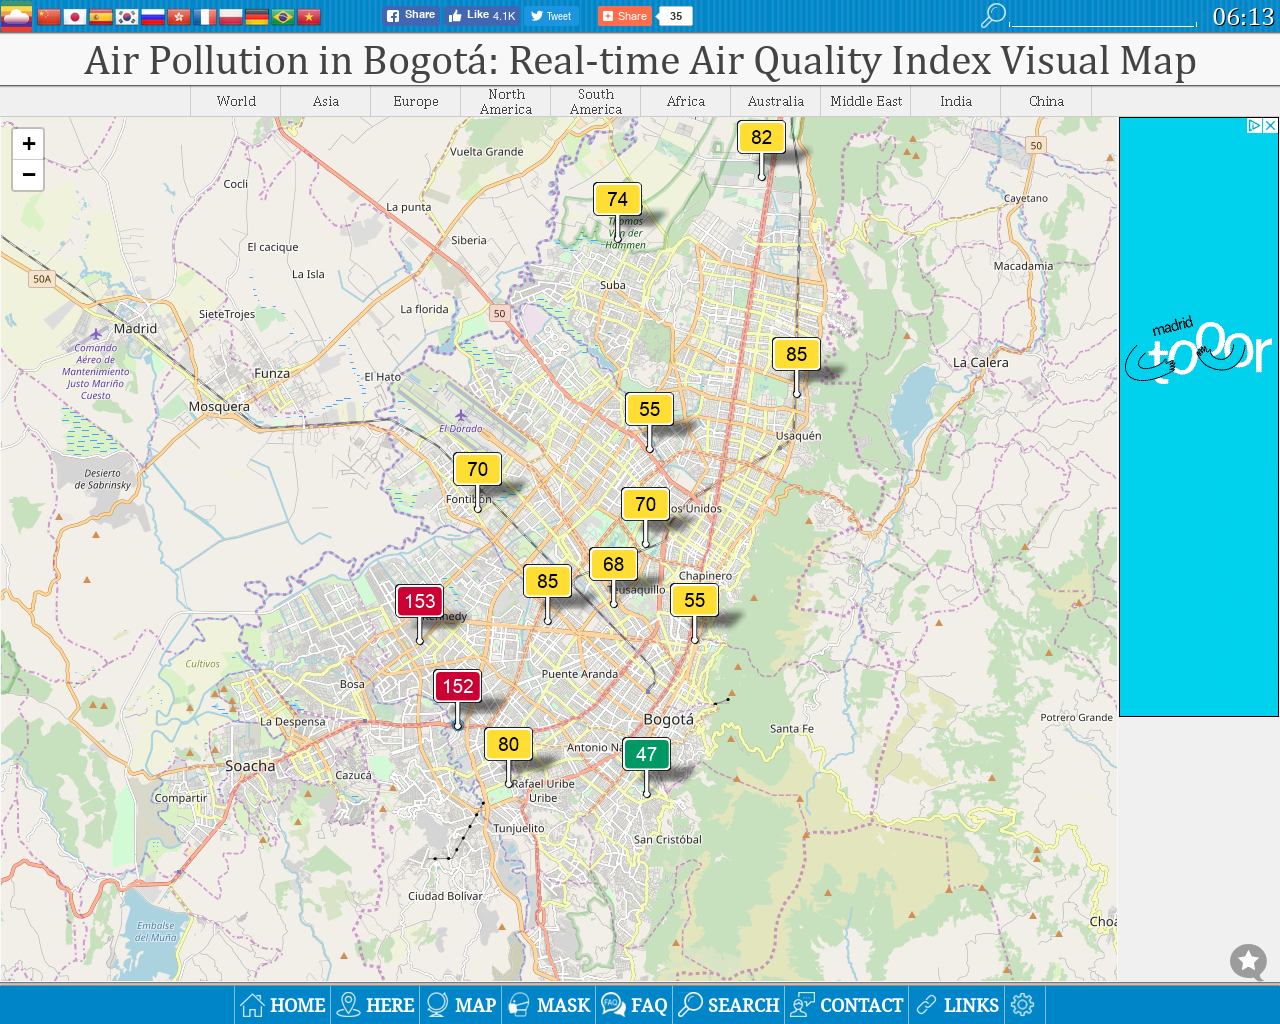 Share
Like 4.1K
Tweet
Share
35
06:13
Air Pollution in Bogotá: Real-time Air Quality Index Visual Map
World
Asia
Europe
North
America
South
America
Africa
Australia
Middle East
India
China
+
−
82
50
Vuelta Grande
Cocli
74
La punta
Cayetano
Thomas
Van der
Hammen
Siberia
El cacique
La Isla
Macadamia
50A
Suba
SieteTrojes
La florida
50
Madrid
Comando
Aéreo de
Mantenimiento
Justo Mariño
Cuesto
85
La Calera
Funza
El Hato
madrid
tooor
Mosquera
55
El Dorado
Usaquén
Desierto
de Sabrinsky
70
Fontibón
70
os Unidos
68
Chapinero
85
eusaquillo
153
Kennedy
55
Cultivos
Puente Aranda
Bosa
152
La Despensa
Bogotá
Potrero Grande
Santa Fe
80
Antonio Na
47
Soacha
Cazucá
Rafael Uribe
Uribe
Compartir
Tunjuelito
San Cristóbal
Ciudad Bolívar
Embalse
del Muña
Choa
HOME
HERE
MAP
MASK
FAQ
FAQ
SEARCH
CONTACT
LINKS